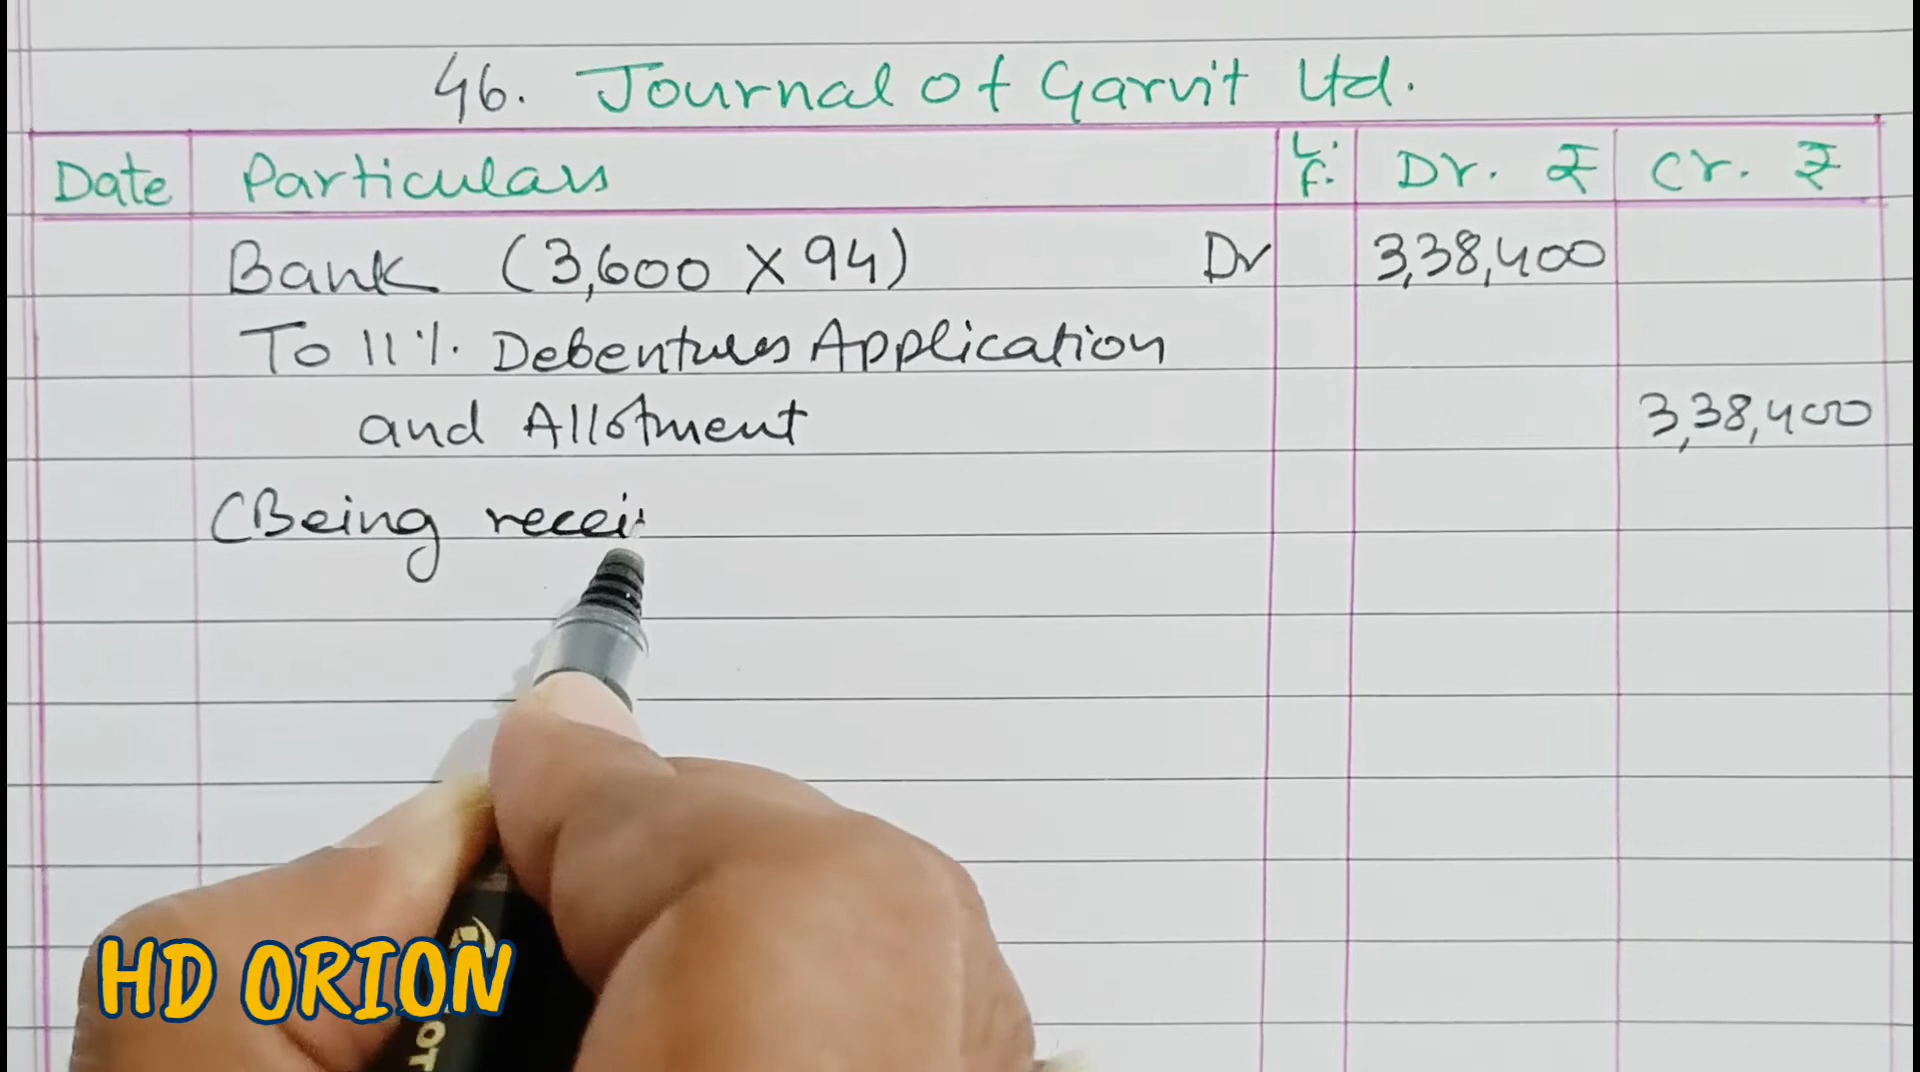 46. Journal of Garvit Ltd.
Date Particulars L.F. Dr. ₹ Cr. ₹
Bank (3,600 X 94) Dr 3,38,400
To 11%. Debentures Application
and Allotment 3,38,400
(Being recei
HD ORION
OT